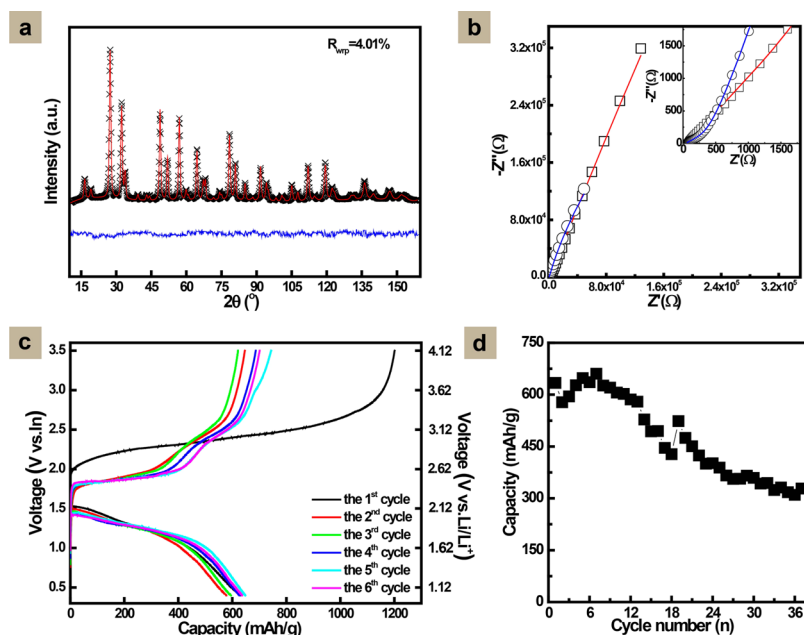 a
R_wrp=4.01%
Intensity (a.u.)
15 30 45 60 75 90 105 120 135 150
2θ (°)
b
-Z''(Ω)
3.2x10⁵
2.4x10⁵
1.6x10⁵
8.0x10⁴
0.0
0.0 8.0x10⁴ 1.6x10⁵ 2.4x10⁵ 3.2x10⁵
Z'(Ω)
-Z''(Ω)
1500
1000
500
0
0 500 1000 1500
Z'(Ω)
c
Voltage (V vs.In)
3.5
3.0
2.5
2.0
1.5
1.0
0.5
4.12
3.62
3.12
2.62
2.12
1.62
1.12
Voltage (V vs.Li/Li⁺)
the 1ˢᵗ cycle
the 2ⁿᵈ cycle
the 3ʳᵈ cycle
the 4ᵗʰ cycle
the 5ᵗʰ cycle
the 6ᵗʰ cycle
0 200 400 600 800 1000 1200
Capacity (mAh/g)
d
Capacity (mAh/g)
750
600
450
300
150
0
0 6 12 18 24 30 36
Cycle number (n)